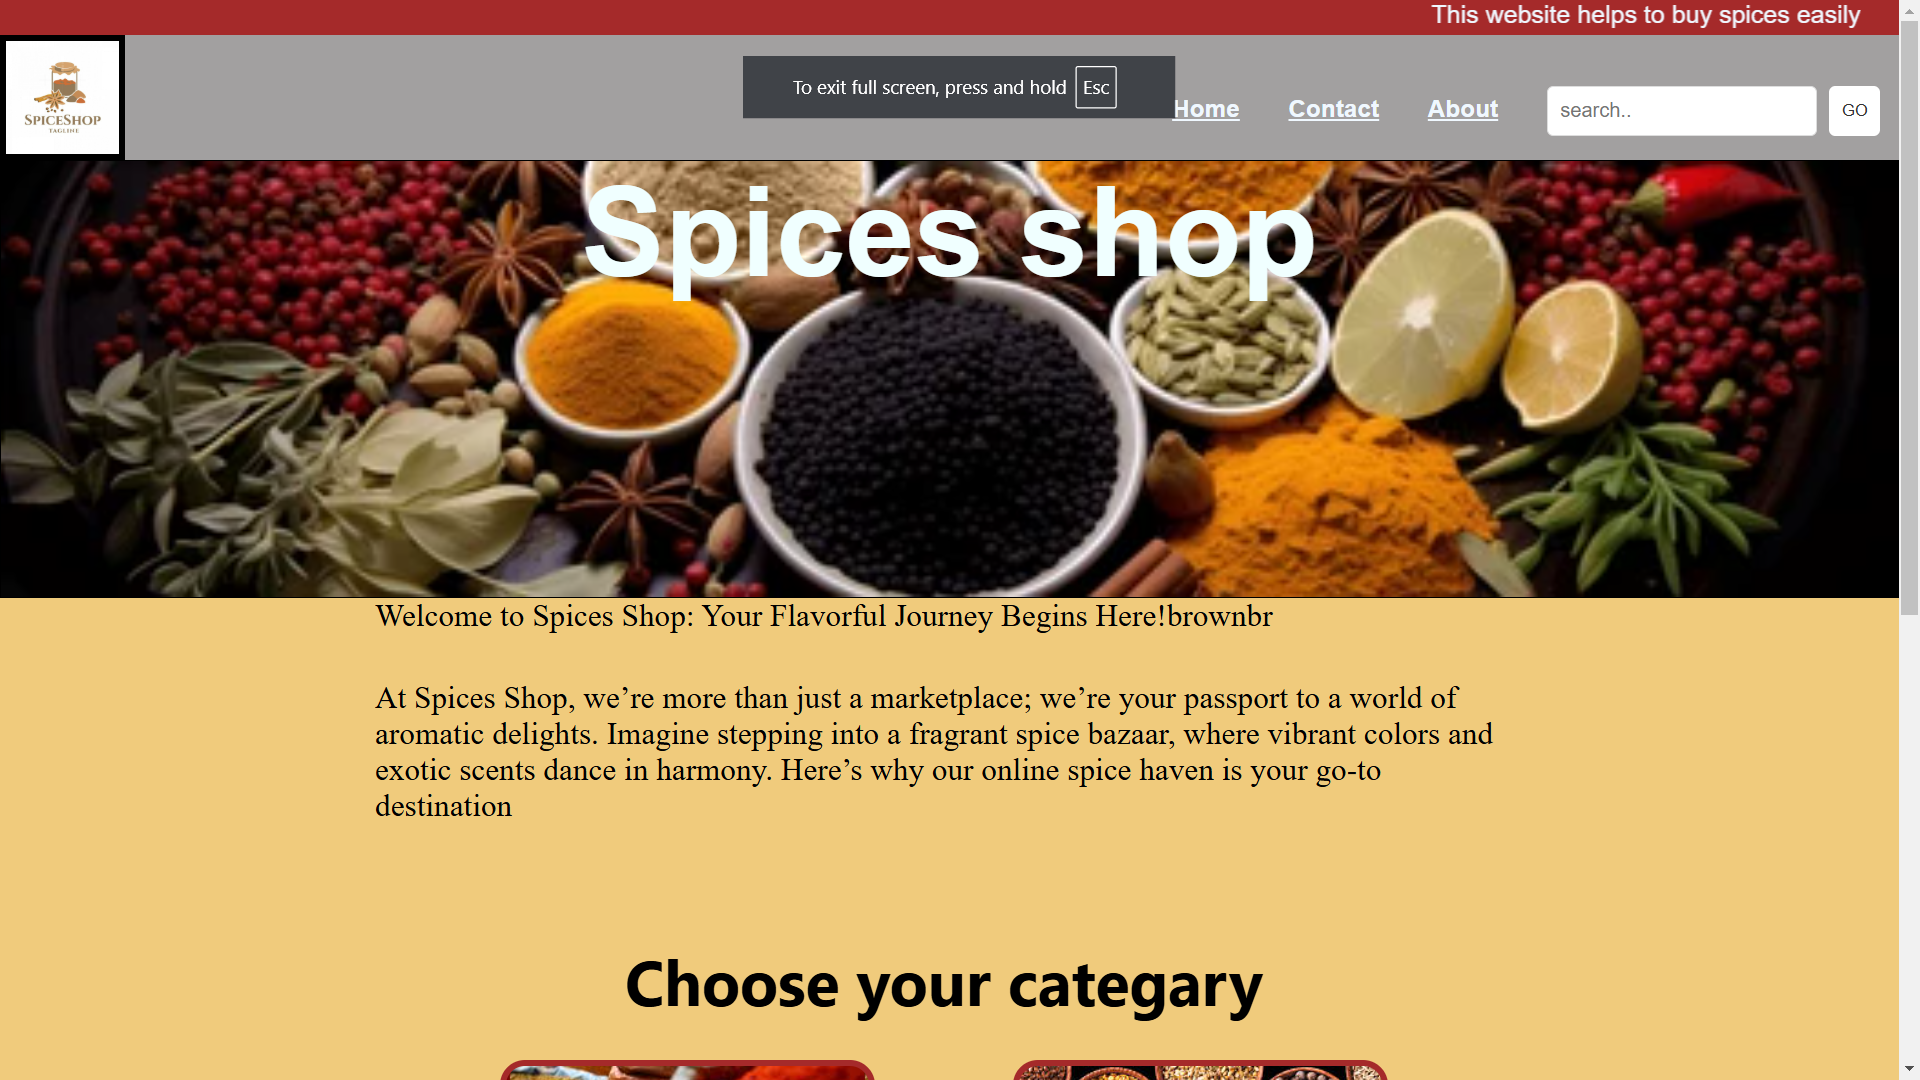 This website helps to buy spices easily
SPICESHOP
TAGLINE
To exit full screen, press and hold Esc
Home Contact About search.. GO
Spices shop
Welcome to Spices Shop: Your Flavorful Journey Begins Here!brownbr
At Spices Shop, we’re more than just a marketplace; we’re your passport to a world of
aromatic delights. Imagine stepping into a fragrant spice bazaar, where vibrant colors and
exotic scents dance in harmony. Here’s why our online spice haven is your go-to
destination
Choose your categary